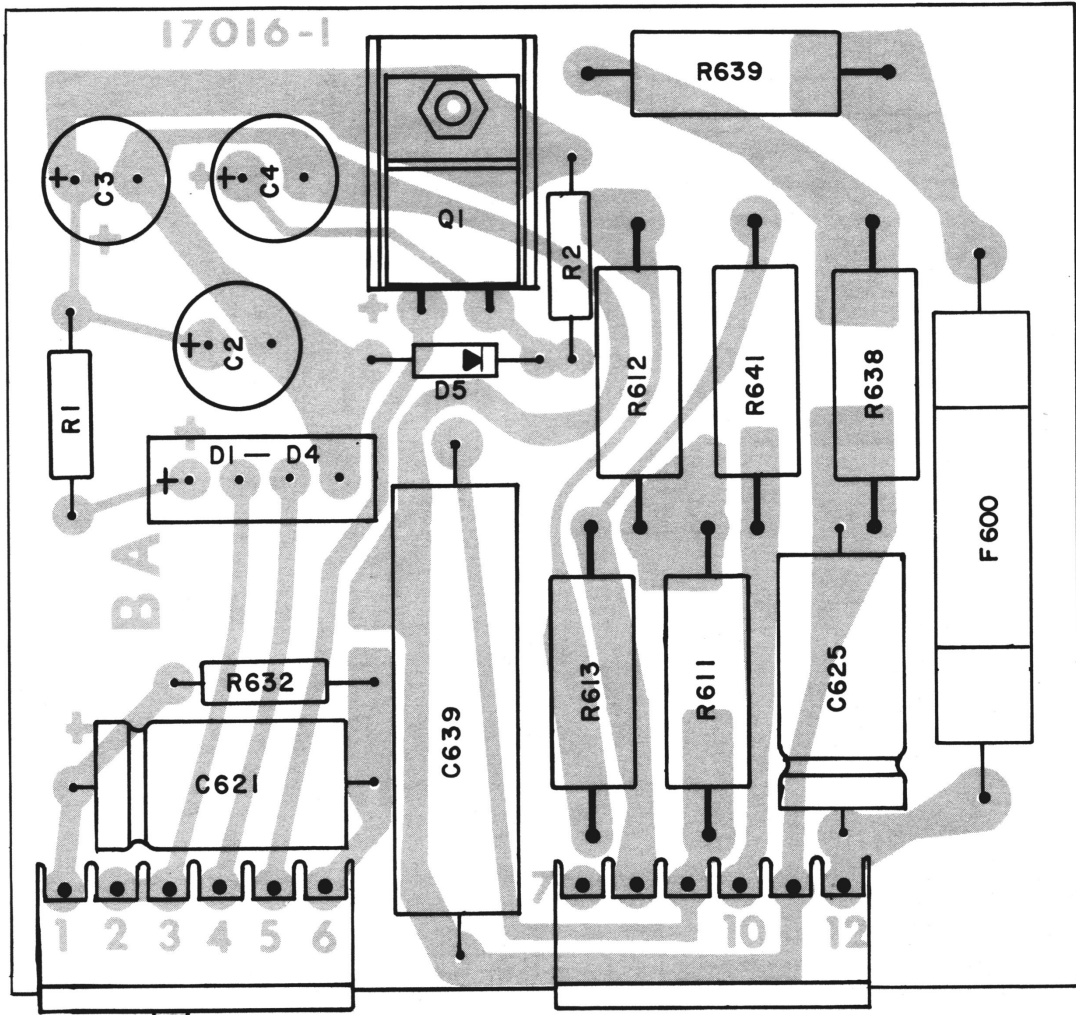 17016-1
R639
+ C3
+ C4
+
+
Q1
R2
+
+ C2
D5
R612
R641
R638
R1
+
D1 — D4
+
F600
BA
R632
+
C621
C639
R613
R611
C625
1 2 3 4 5 6
7 10 12